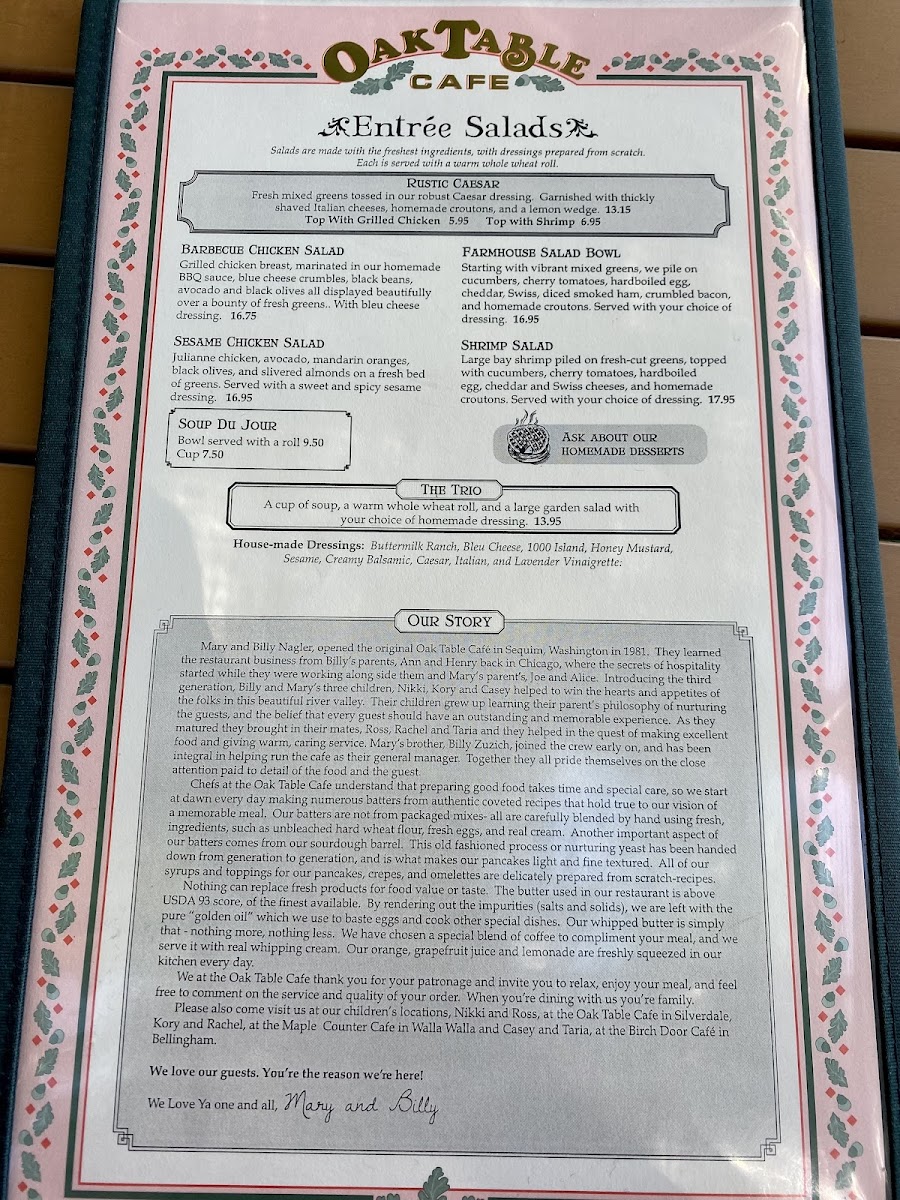 OAK TABLE
CAFE
Entrée Salads
Salads are made with the freshest ingredients, with dressings prepared from scratch.
Each is served with a warm whole wheat roll.
RUSTIC CAESAR
Fresh mixed greens tossed in our robust Caesar dressing. Garnished with thickly
shaved Italian cheeses, homemade croutons, and a lemon wedge. 13.15
Top With Grilled Chicken 5.95 Top with Shrimp 6.95
BARBECUE CHICKEN SALAD
Grilled chicken breast, marinated in our homemade
BBQ sauce, blue cheese crumbles, black beans,
avocado and black olives all displayed beautifully
over a bounty of fresh greens.. With bleu cheese
dressing. 16.75
FARMHOUSE SALAD BOWL
Starting with vibrant mixed greens, we pile on
cucumbers, cherry tomatoes, hardboiled egg,
cheddar, Swiss, diced smoked ham, crumbled bacon,
and homemade croutons. Served with your choice of
dressing. 16.95
SESAME CHICKEN SALAD
Julianne chicken, avocado, mandarin oranges,
black olives, and slivered almonds on a fresh bed
of greens. Served with a sweet and spicy sesame
dressing. 16.95
SHRIMP SALAD
Large bay shrimp piled on fresh-cut greens, topped
with cucumbers, cherry tomatoes, hardboiled
egg, cheddar and Swiss cheeses, and homemade
croutons. Served with your choice of dressing. 17.95
SOUP DU JOUR
Bowl served with a roll 9.50
Cup 7.50
ASK ABOUT OUR
HOMEMADE DESSERTS
THE TRIO
A cup of soup, a warm whole wheat roll, and a large garden salad with
your choice of homemade dressing. 13.95
House-made Dressings: Buttermilk Ranch, Bleu Cheese, 1000 Island, Honey Mustard,
Sesame, Creamy Balsamic, Caesar, Italian, and Lavender Vinaigrette.
OUR STORY
Mary and Billy Nagler, opened the original Oak Table Café in Sequim, Washington in 1981. They learned
the restaurant business from Billy's parents, Ann and Henry back in Chicago, where the secrets of hospitality
started while they were working along side them and Mary's parent's, Joe and Alice. Introducing the third
generation, Billy and Mary's three children, Nikki, Kory and Casey helped to win the hearts and appetites of
the folks in this beautiful river valley. Their children grew up learning their parent's philosophy of nurturing
the guests, and the belief that every guest should have an outstanding and memorable experience. As they
matured they brought in their mates, Ross, Rachel and Taria and they helped in the quest of making excellent
food and giving warm, caring service. Mary's brother, Billy Zuzich, joined the crew early on, and has been
integral in helping run the cafe as their general manager. Together they all pride themselves on the close
attention paid to detail of the food and the guest.
Chefs at the Oak Table Cafe understand that preparing good food takes time and special care, so we start
at dawn every day making numerous batters from authentic coveted recipes that hold true to our vision of
a memorable meal. Our batters are not from packaged mixes- all are carefully blended by hand using fresh,
ingredients, such as unbleached hard wheat flour, fresh eggs, and real cream. Another important aspect of
our batters comes from our sourdough barrel. This old fashioned process or nurturing yeast has been handed
down from generation to generation, and is what makes our pancakes light and fine textured. All of our
syrups and toppings for our pancakes, crepes, and omelettes are delicately prepared from scratch-recipes.
Nothing can replace fresh products for food value or taste. The butter used in our restaurant is above
USDA 93 score, of the finest available. By rendering out the impurities (salts and solids), we are left with the
pure "golden oil" which we use to baste eggs and cook other special dishes. Our whipped butter is simply
that - nothing more, nothing less. We have chosen a special blend of coffee to compliment your meal, and we
serve it with real whipping cream. Our orange, grapefruit juice and lemonade are freshly squeezed in our
kitchen every day.
We at the Oak Table Cafe thank you for your patronage and invite you to relax, enjoy your meal, and feel
free to comment on the service and quality of your order. When you're dining with us you're family.
Please also come visit us at our children's locations, Nikki and Ross, at the Oak Table Cafe in Silverdale,
Kory and Rachel, at the Maple Counter Cafe in Walla Walla and Casey and Taria, at the Birch Door Café in
Bellingham.
We love our guests. You're the reason we're here!
We Love Ya one and all, Mary and Billy